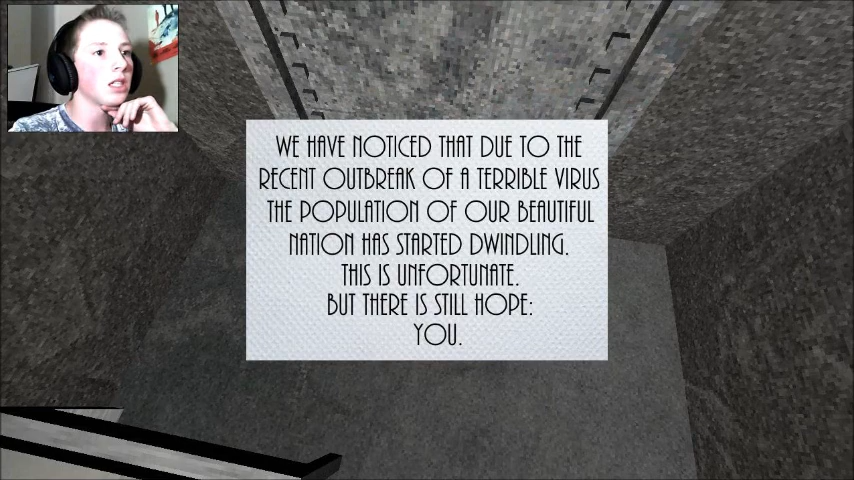 WE HAVE NOTICED THAT DUE TO THE
RECENT OUTBREAK OF A TERRIBLE VIRUS
THE POPULATION OF OUR BEAUTIFUL
NATION HAS STARTED DWINDLING.
THIS IS UNFORTUNATE.
BUT THERE IS STILL HOPE:
YOU.